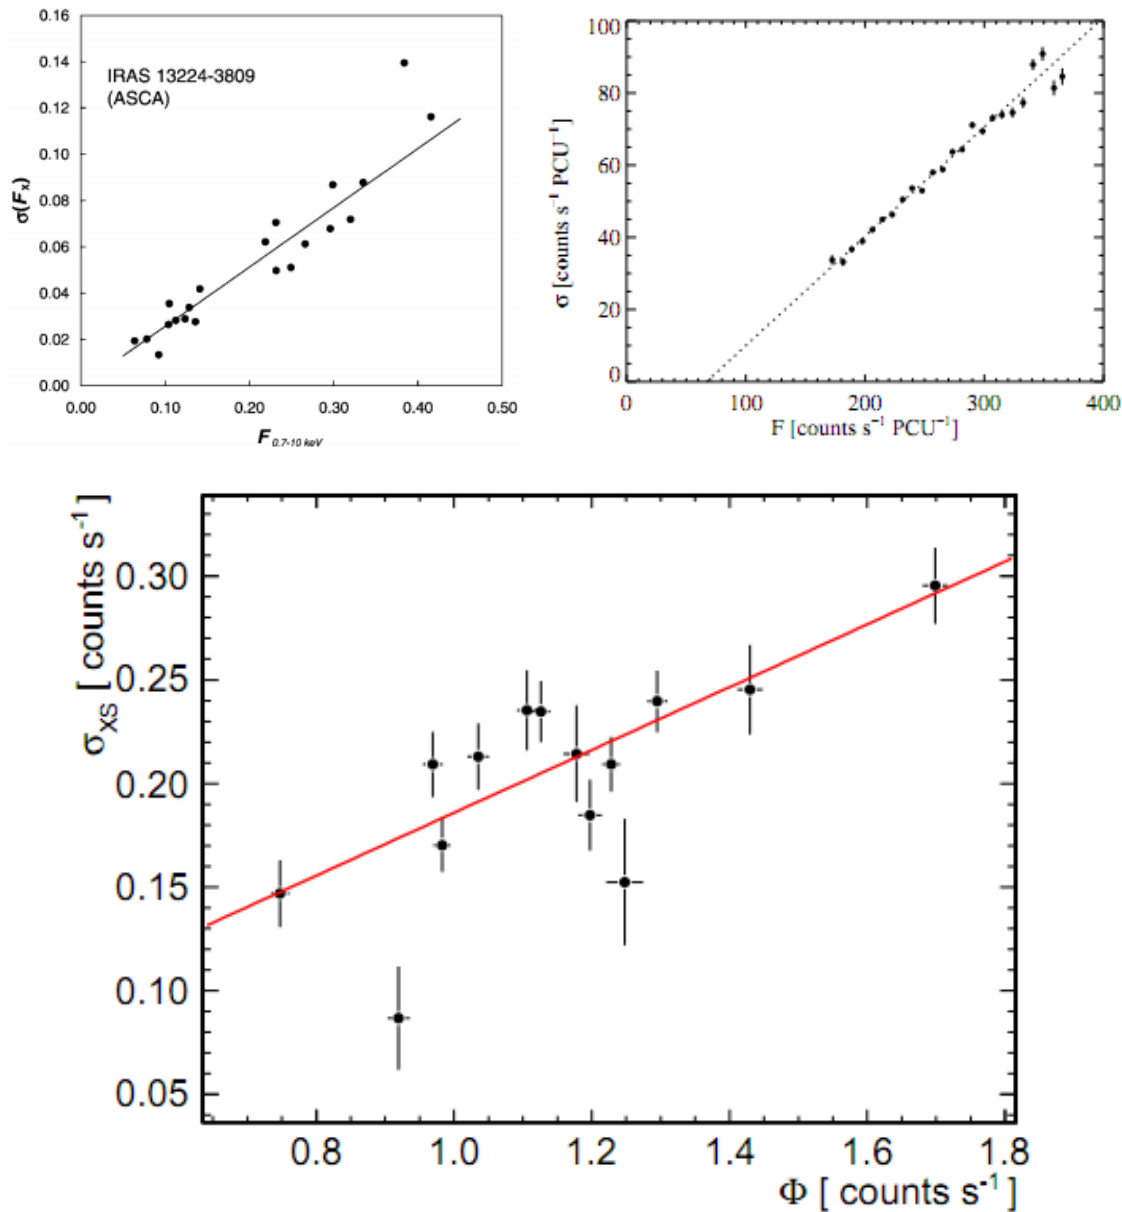 0.16
0.14
0.12
0.10
0.08
0.06
0.04
0.02
0.00
σ(Fx)
IRAS 13224-3809
(ASCA)
0.00 0.10 0.20 0.30 0.40 0.50
F 0.7-10 keV
100
80
60
40
20
0
σ [counts s⁻¹ PCU⁻¹]
0 100 200 300 400
F [counts s⁻¹ PCU⁻¹]
σXS [ counts s⁻¹]
0.30
0.25
0.20
0.15
0.10
0.05
0.8 1.0 1.2 1.4 1.6 1.8
Φ [ counts s⁻¹]